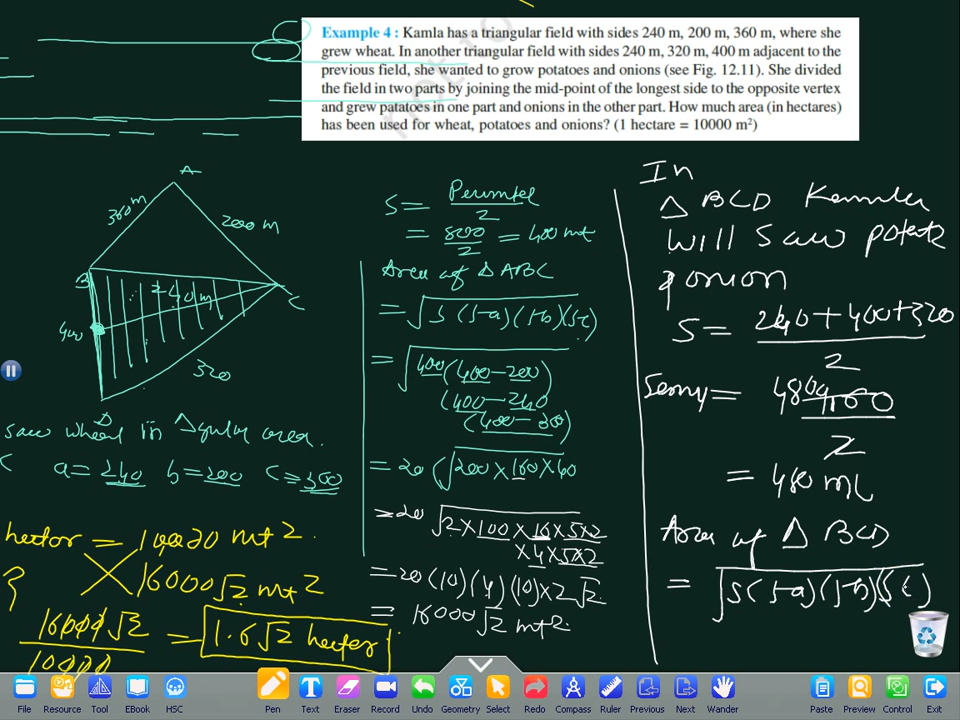 Example 4 : Kamla has a triangular field with sides 240 m, 200 m, 360 m, where she
grew wheat. In another triangular field with sides 240 m, 320 m, 400 m adjacent to the
previous field, she wanted to grow potatoes and onions (see Fig. 12.11). She divided
the field in two parts by joining the mid-point of the longest side to the opposite vertex
and grew patatoes in one part and onions in the other part. How much area (in hectares)
has been used for wheat, potatoes and onions? (1 hectare = 10000 m²)
A
360 m
2000 m
B
240 m
C
400
320
D
saw wheat in Δgular area.
a = 240 b = 200 c = 300
hector = 10000 mt2.
? 16000√2 mt2
16000√2 / 10000 = 1.6√2 hector
S = Perimter / 2
= 800 / 2 = 400 mt
Area of Δ ABC
= √S (s-a) (s-b) (s-c)
= √400 (400-200)
(400-240)
(400-300)
= 20 (√200 × 160 × 40
= 20 √2 × 100 × 16 × 5 × 2
× 4 × 5 × 2
= 20 (10) (4) (10) × 2 √2
= 16000 √2 mt2.
In
Δ BCD Kamla
will saw potato
onion
S = 240 + 400 + 320 / 2
/ 2
= 480 mt
Area of Δ BCD
= √S (s-a) (s-b) (s-c)
File Resource Tool EBook HSC Pen Text Eraser Record Undo Geometry Select Redo Compass Ruler Previous Next Wander Paste Preview Control Exit